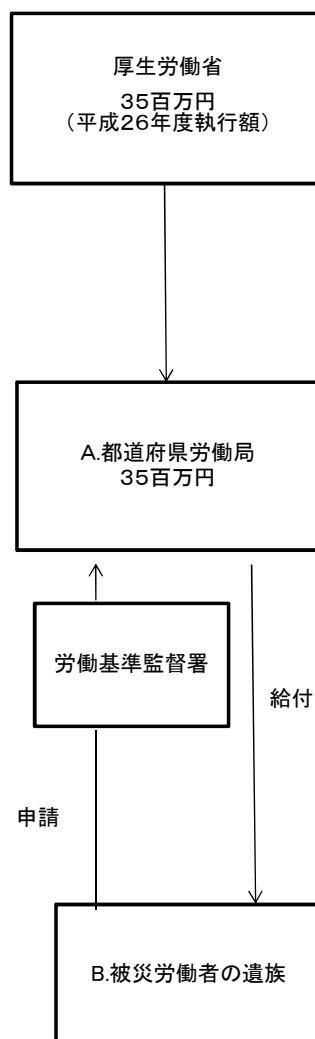 厚生労働省
35百万円
(平成26年度執行額)
A.都道府県労働局
35百万円
労働基準監督署
給付
申請
B.被災労働者の遺族